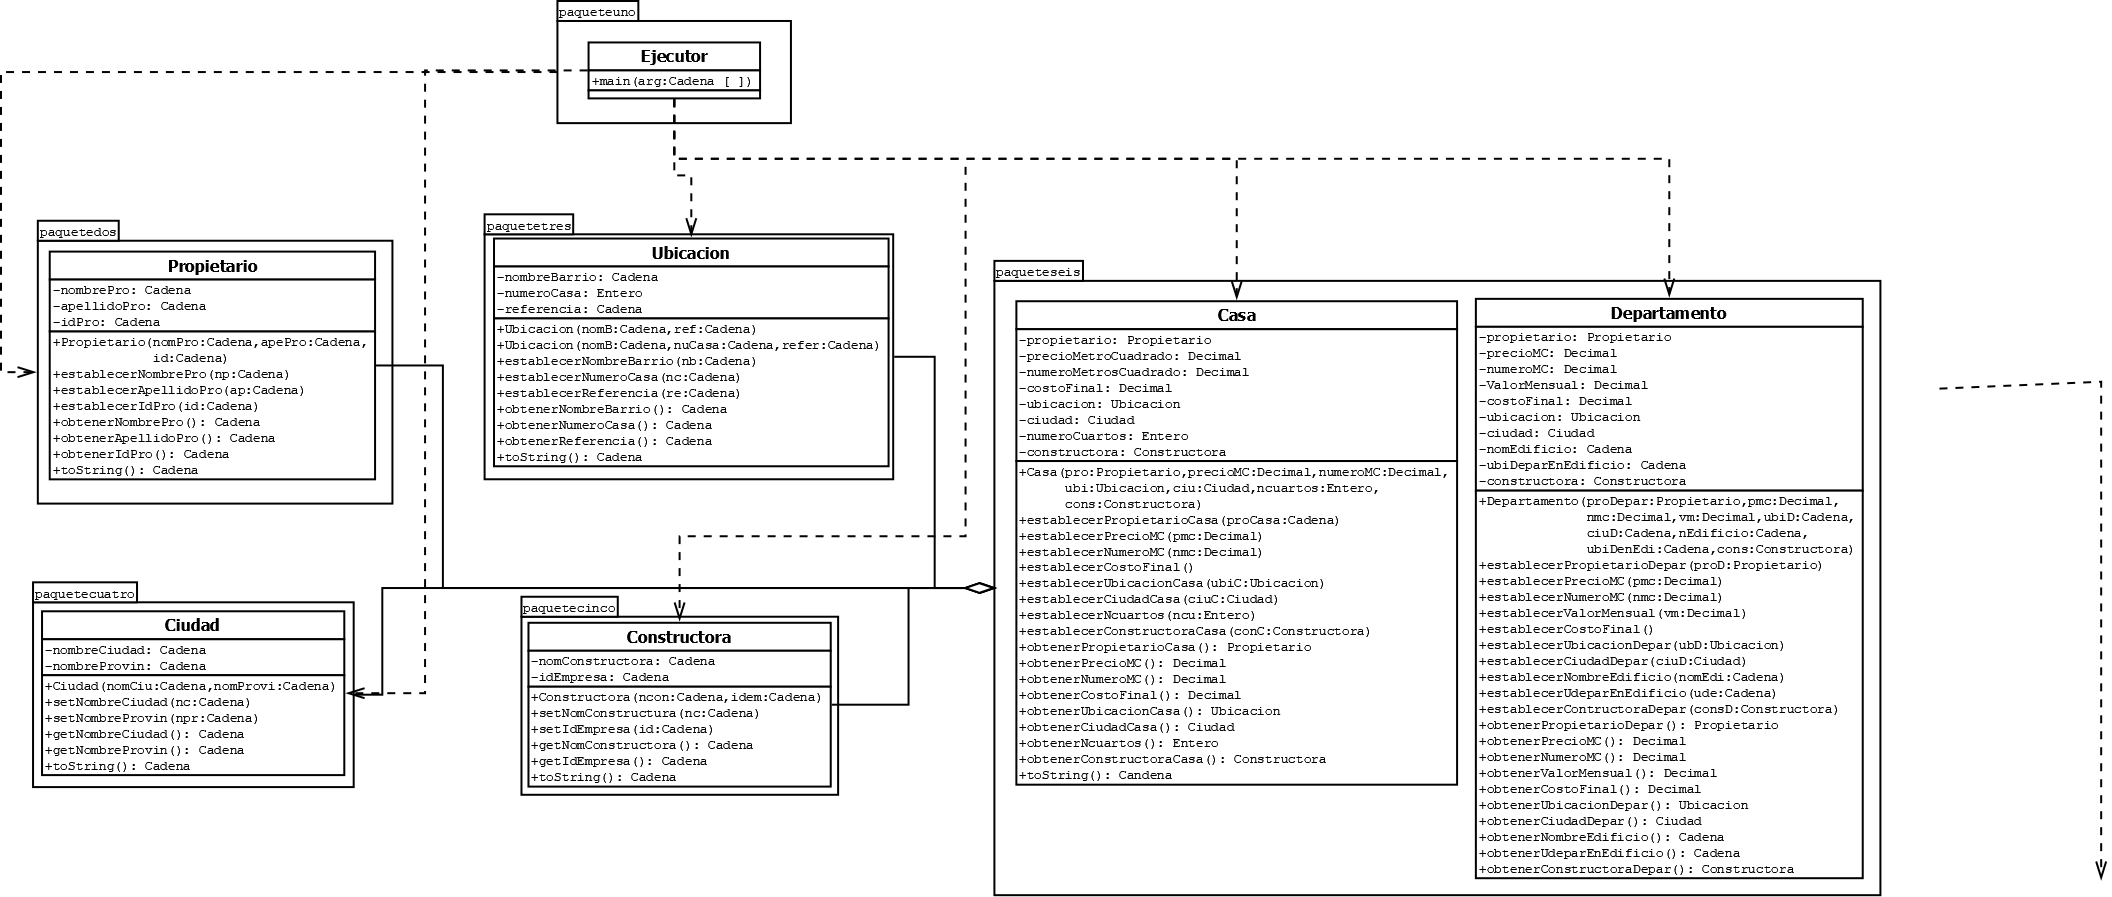 paqueteuno
Ejecutor
+main(arg:Cadena [ ])
paquetedos
Propietario
-nombrePro: Cadena
-apellidoPro: Cadena
-idPro: Cadena
+Propietario(nomPro:Cadena,apePro:Cadena,
id:Cadena)
+establecerNombrePro(np:Cadena)
+establecerApellidoPro(ap:Cadena)
+establecerIdPro(id:Cadena)
+obtenerNombrePro(): Cadena
+obtenerApellidoPro(): Cadena
+obtenerIdPro(): Cadena
+toString(): Cadena
paquetetres
Ubicacion
-nombreBarrio: Cadena
-numeroCasa: Entero
-referencia: Cadena
+Ubicacion(nomB:Cadena,ref:Cadena)
+Ubicacion(nomB:Cadena,nuCasa:Cadena,refer:Cadena)
+establecerNombreBarrio(nb:Cadena)
+establecerNumeroCasa(nc:Cadena)
+establecerReferencia(re:Cadena)
+obtenerNombreBarrio(): Cadena
+obtenerNumeroCasa(): Cadena
+obtenerReferencia(): Cadena
+toString(): Cadena
paquetecuatro
Ciudad
-nombreCiudad: Cadena
-nombreProvin: Cadena
+Ciudad(nomCiu:Cadena,nomProvi:Cadena)
+setNombreCiudad(nc:Cadena)
+setNombreProvin(npr:Cadena)
+getNombreCiudad(): Cadena
+getNombreProvin(): Cadena
+toString(): Cadena
paquetecinco
Constructora
-nomConstructora: Cadena
-idEmpresa: Cadena
+Constructora(ncon:Cadena,idem:Cadena)
+setNomConstructura(nc:Cadena)
+setIdEmpresa(id:Cadena)
+getNomConstructora(): Cadena
+getIdEmpresa(): Cadena
+toString(): Cadena
paqueteseis
Casa
-propietario: Propietario
-precioMetroCuadrado: Decimal
-numeroMetrosCuadrado: Decimal
-costoFinal: Decimal
-ubicacion: Ubicacion
-ciudad: Ciudad
-numeroCuartos: Entero
-constructora: Constructora
+Casa(pro:Propietario,precioMC:Decimal,numeroMC:Decimal,
ubi:Ubicacion,ciu:Ciudad,ncuartos:Entero,
cons:Constructora)
+establecerPropietarioCasa(proCasa:Cadena)
+establecerPrecioMC(pmc:Decimal)
+establecerNumeroMC(nmc:Decimal)
+establecerCostoFinal()
+establecerUbicacionCasa(ubiC:Ubicacion)
+establecerCiudadCasa(ciuC:Ciudad)
+establecerNcuartos(ncu:Entero)
+establecerConstructoraCasa(conC:Constructora)
+obtenerPropietarioCasa(): Propietario
+obtenerPrecioMC(): Decimal
+obtenerNumeroMC(): Decimal
+obtenerCostoFinal(): Decimal
+obtenerUbicacionCasa(): Ubicacion
+obtenerCiudadCasa(): Ciudad
+obtenerNcuartos(): Entero
+obtenerConstructoraCasa(): Constructora
+toString(): Candena
Departamento
-propietario: Propietario
-precioMC: Decimal
-numeroMC: Decimal
-ValorMensual: Decimal
-costoFinal: Decimal
-ubicacion: Ubicacion
-ciudad: Ciudad
-nomEdificio: Cadena
-ubiDeparEnEdificio: Cadena
-constructora: Constructora
+Departamento(proDepar:Propietario,pmc:Decimal,
nmc:Decimal,vm:Decimal,ubiD:Cadena,
ciuD:Cadena,nEdificio:Cadena,
ubiDenEdi:Cadena,cons:Constructora)
+establecerPropietarioDepar(proD:Propietario)
+establecerPrecioMC(pmc:Decimal)
+establecerNumeroMC(nmc:Decimal)
+establecerValorMensual(vm:Decimal)
+establecerCostoFinal()
+establecerUbicacionDepar(ubD:Ubicacion)
+establecerCiudadDepar(ciuD:Ciudad)
+establecerNombreEdificio(nomEdi:Cadena)
+establecerUdeparEnEdificio(ude:Cadena)
+establecerContructoraDepar(consD:Constructora)
+obtenerPropietarioDepar(): Propietario
+obtenerPrecioMC(): Decimal
+obtenerNumeroMC(): Decimal
+obtenerValorMensual(): Decimal
+obtenerCostoFinal(): Decimal
+obtenerUbicacionDepar(): Ubicacion
+obtenerCiudadDepar(): Ciudad
+obtenerNombreEdificio(): Cadena
+obtenerUdeparEnEdificio(): Cadena
+obtenerConstructoraDepar(): Constructora